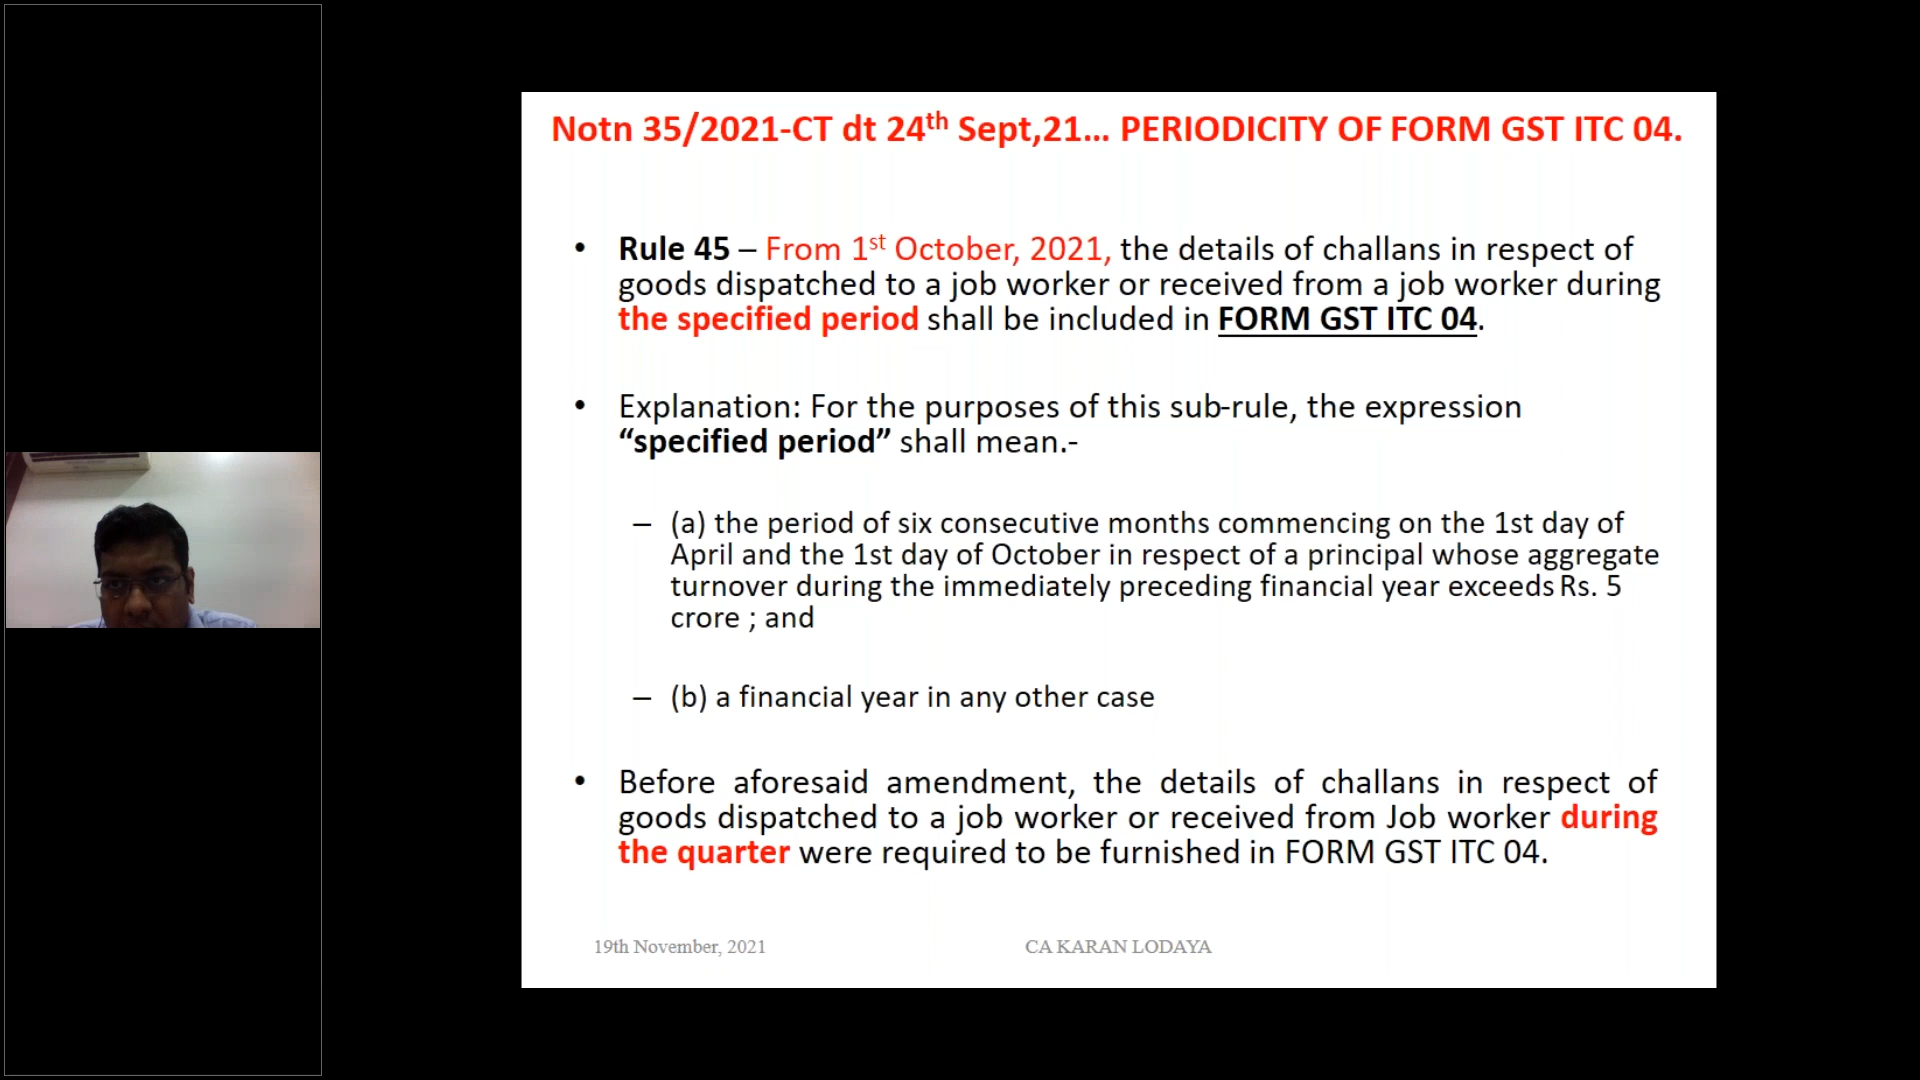 Notn 35/2021-CT dt 24th Sept,21... PERIODICITY OF FORM GST ITC 04.
• Rule 45 – From 1st October, 2021, the details of challans in respect of
goods dispatched to a job worker or received from a job worker during
the specified period shall be included in FORM GST ITC 04.
• Explanation: For the purposes of this sub-rule, the expression
“specified period” shall mean.-
– (a) the period of six consecutive months commencing on the 1st day of
April and the 1st day of October in respect of a principal whose aggregate
turnover during the immediately preceding financial year exceeds Rs. 5
crore ; and
– (b) a financial year in any other case
• Before aforesaid amendment, the details of challans in respect of
goods dispatched to a job worker or received from Job worker during
the quarter were required to be furnished in FORM GST ITC 04.
19th November, 2021
CA KARAN LODAYA